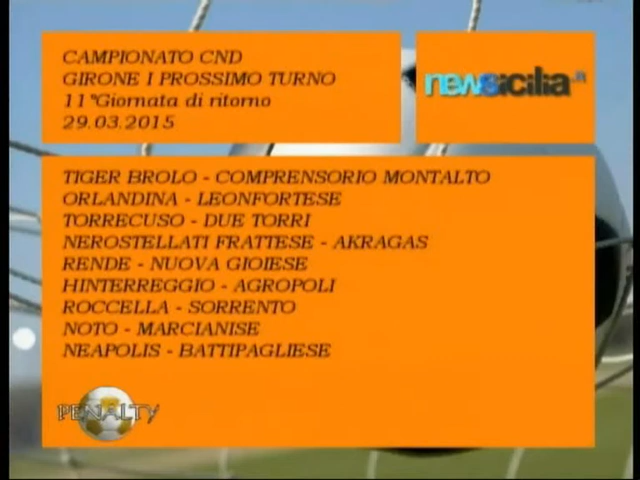 CAMPIONATO CND
GIRONE I PROSSIMO TURNO
11°Giornata di ritorno
29.03.2015
newsicilia.it
TIGER BROLO - COMPRENSORIO MONTALTO
ORLANDINA - LEONFORTESE
TORRECUSO - DUE TORRI
NEROSTELLATI FRATTESE - AKRAGAS
RENDE - NUOVA GIOIESE
HINTERREGGIO - AGROPOLI
ROCCELLA - SORRENTO
NOTO - MARCIANISE
NEAPOLIS - BATTIPAGLIESE
PENALTY